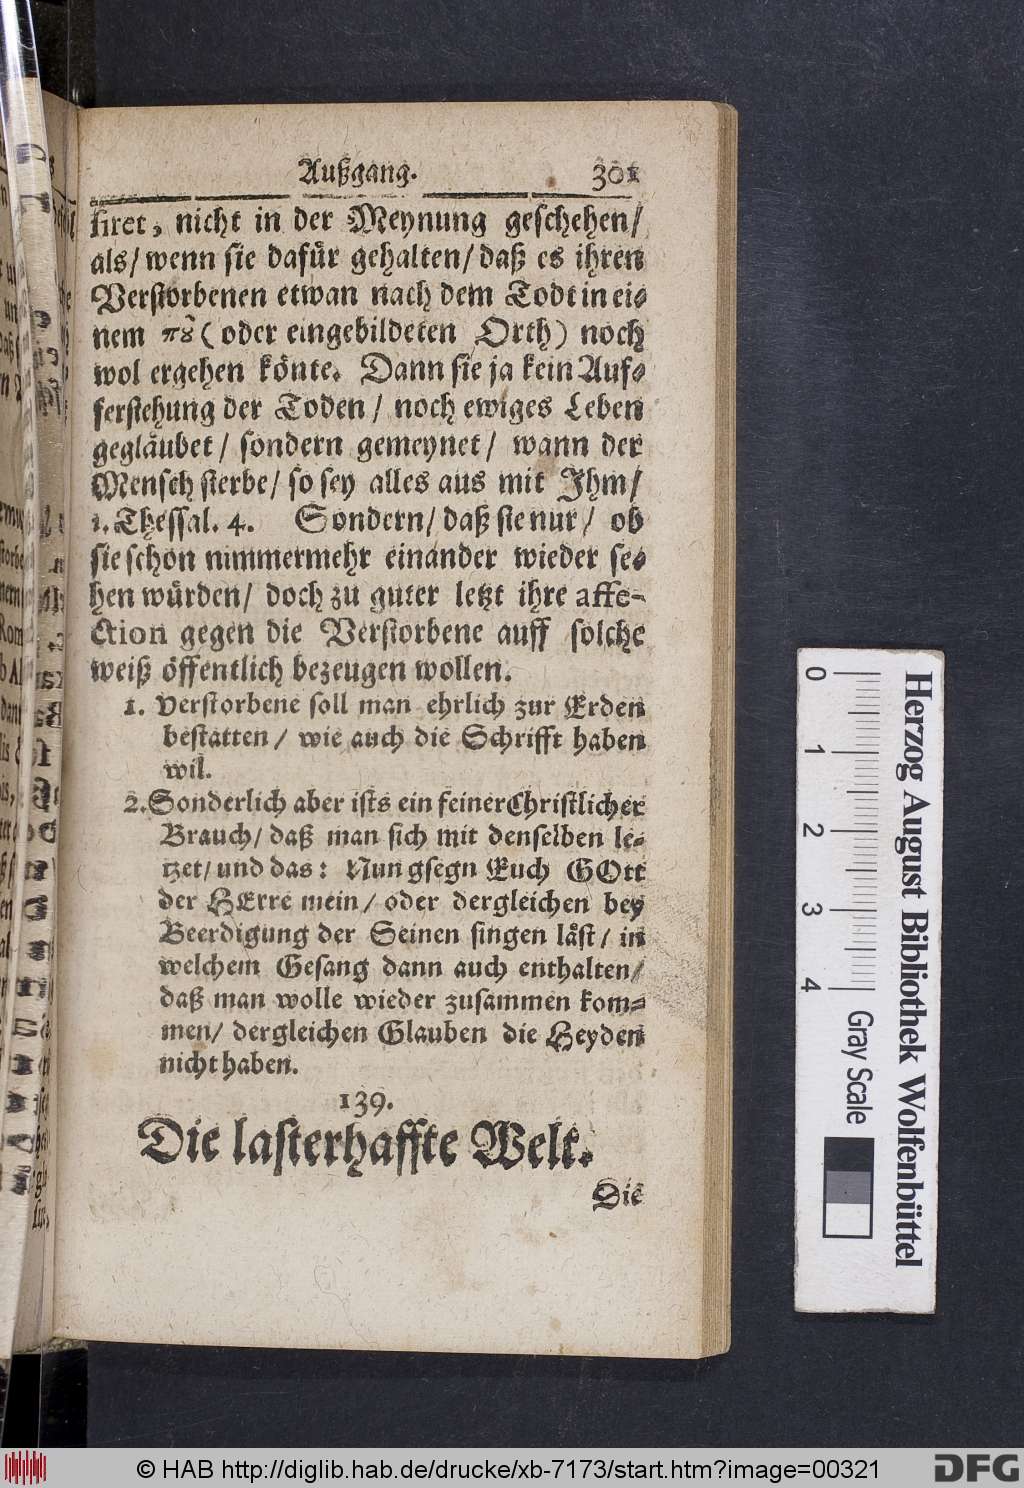 Außgang. 301
siret, nicht in der Meynung geschehen/
als/ wenn sie dafür gehalten/ daß es ihren
Verstorbenen etwan nach dem Todt in ei-
nem πȣ͂ (oder eingebildeten Orth) noch
wol ergehen könte. Dann sie ja kein Auf-
ferstehung der Toden/ noch ewiges Leben
gegläubet/ sondern gemeynet/ wann der
Mensch sterbe/ so sey alles aus mit Ihm/
1. Thessal. 4. Sondern/ daß sie nur/ ob
sie schon nimmermehr einander wieder se-
hen würden/ doch zu guter letzt ihre affe-
ction gegen die Verstorbene auff solche
weiß öffentlich bezeugen wollen.
1. Verstorbene soll man ehrlich zur Erden
bestatten/ wie auch die Schrifft haben
wil.
2. Sonderlich aber ists ein feiner Christlicher
Brauch/ daß man sich mit denselben le-
tzet/ und das: Nun gsegn Euch GOtt
der HErre mein/ oder dergleichen bey
Beerdigung der Seinen singen läst/ in
welchem Gesang dann auch enthalten/
daß man wolle wieder zusammen kom-
men/ dergleichen Glauben die Heyden
nicht haben.
139.
Die lasterhaffte Welt.
Die
0 1 2 3 4
Gray Scale
Herzog August Bibliothek Wolfenbüttel
© HAB http://diglib.hab.de/drucke/xb-7173/start.htm?image=00321
DFG